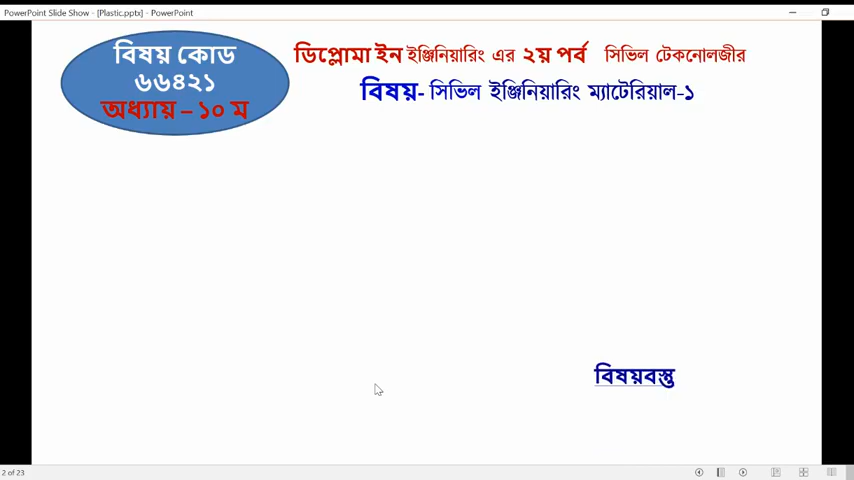 PowerPoint Slide Show - [Plastic.pptx] - PowerPoint
বিষয় কোড
৬৬৪২১
অধ্যায় – ১০ ম
ডিপ্লোমা ইন ইঞ্জিনিয়ারিং এর ২য় পর্ব সিভিল টেকনোলজীর
বিষয়- সিভিল ইঞ্জিনিয়ারিং ম্যাটেরিয়াল-১
বিষয়বস্তু
2 of 23